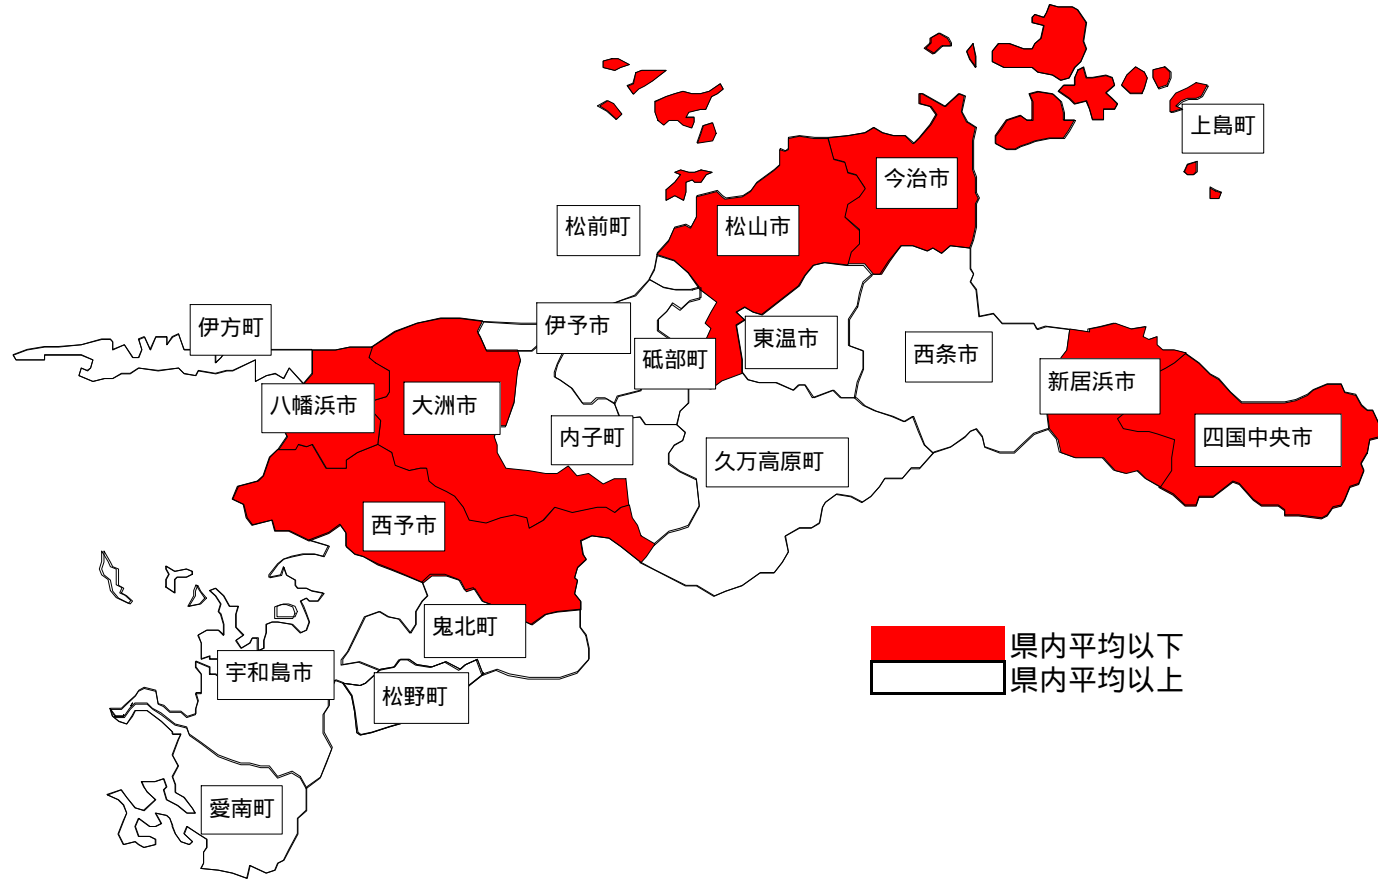 上島町
今治市
松前町
松山市
伊方町
伊予市
東温市
砥部町
西条市
新居浜市
八幡浜市
大洲市
内子町
四国中央市
久万高原町
西予市
鬼北町
県内平均以下
県内平均以上
宇和島市
松野町
愛南町